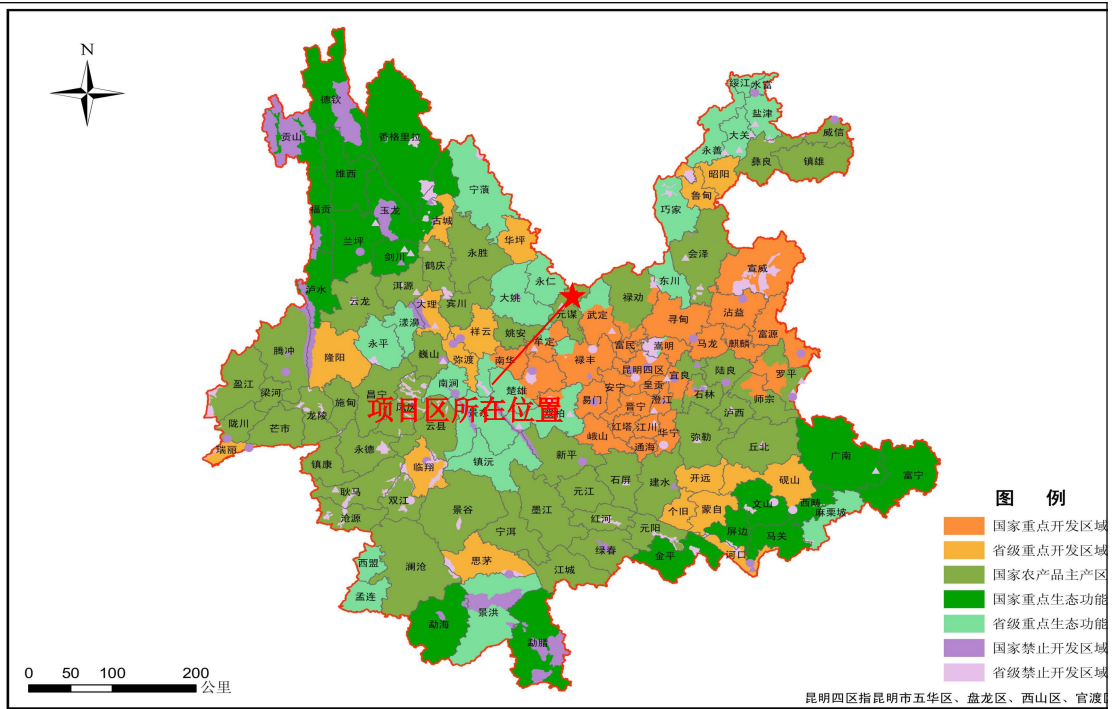 N
绥江
水富
盐津
德钦
大关
威信
贡山
香格里拉
永善
彝良
镇雄
昭阳
维西
宁蒗
鲁甸
福贡
玉龙
巧家
古城
兰坪
华坪
会泽
剑川
永胜
宣威
鹤庆
永仁
东川
泸水
洱源
大姚
禄劝
云龙
大理
宾川
元谋
武定
寻甸
沾益
漾濞
祥云
姚安
牟定
富民
嵩明
富源
永平
马龙
麒麟
腾冲
隆阳
巍山
弥渡
南华
禄丰
昆明四区
宜良
陆良
罗平
盈江
梁河
昌宁
南涧
楚雄
安宁
呈贡
石林
师宗
施甸
易门
晋宁
澄江
项目区所在位置
陇川
芒市
龙陵
云县
红塔
江川
泸西
瑞丽
永德
峨山
华宁
弥勒
丘北
广南
镇康
临翔
镇沅
新平
通海
富宁
耿马
双江
石屏
建水
开远
砚山
图 例
沧源
景谷
墨江
元江
个旧
蒙自
文山
西畴
麻栗坡
国家重点开发区域
宁洱
红河
元阳
屏边
马关
省级重点开发区域
西盟
澜沧
思茅
绿春
金平
河口
国家农产品主产区
孟连
江城
国家重点生态功能
勐海
景洪
省级重点生态功能
勐腊
国家禁止开发区域
省级禁止开发区域
0 50 100 200
公里
昆明四区指昆明市五华区、盘龙区、西山区、官渡